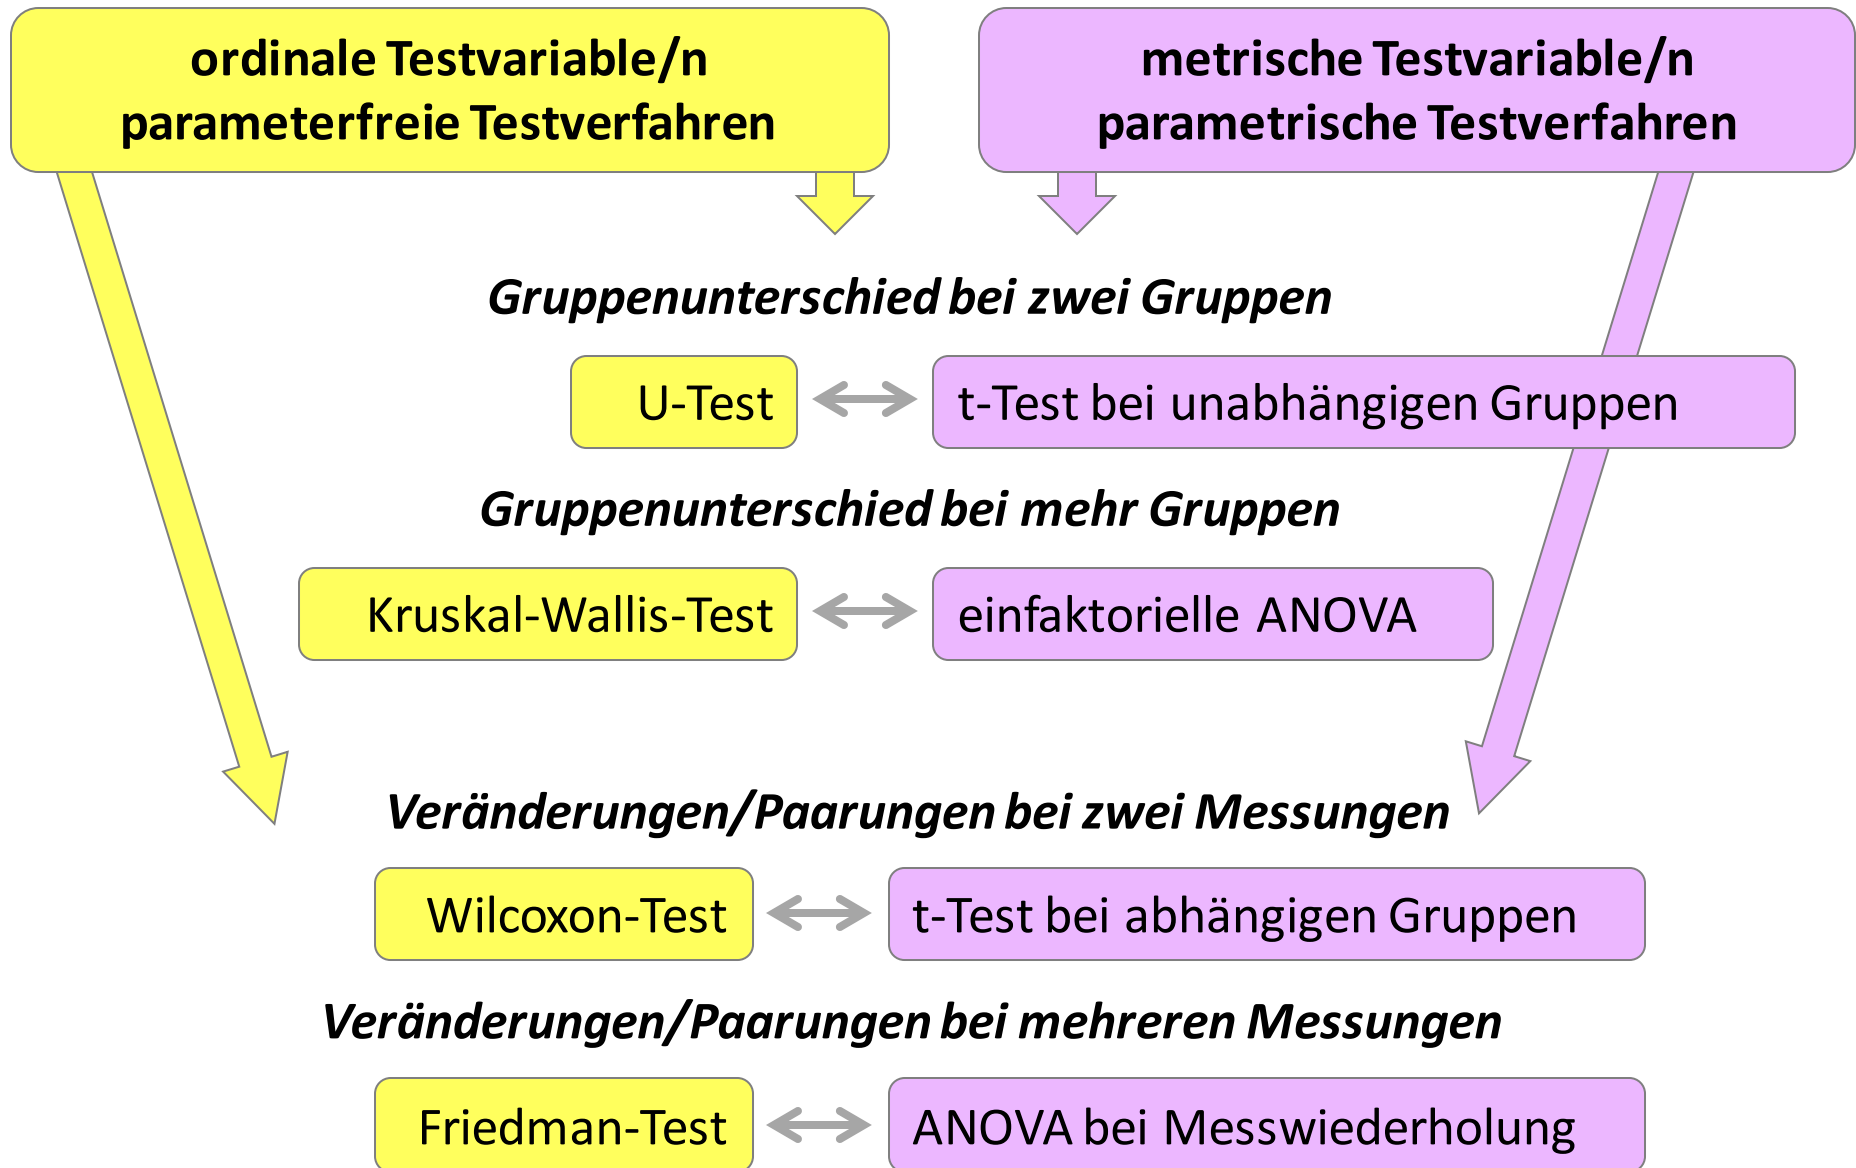 ordinale Testvariable/n
parameterfreie Testverfahren
metrische Testvariable/n
parametrische Testverfahren
Gruppenunterschied bei zwei Gruppen
U-Test
t-Test bei unabhängigen Gruppen
Gruppenunterschied bei mehr Gruppen
Kruskal-Wallis-Test
einfaktorielle ANOVA
Veränderungen/Paarungen bei zwei Messungen
Wilcoxon-Test
t-Test bei abhängigen Gruppen
Veränderungen/Paarungen bei mehreren Messungen
Friedman-Test
ANOVA bei Messwiederholung